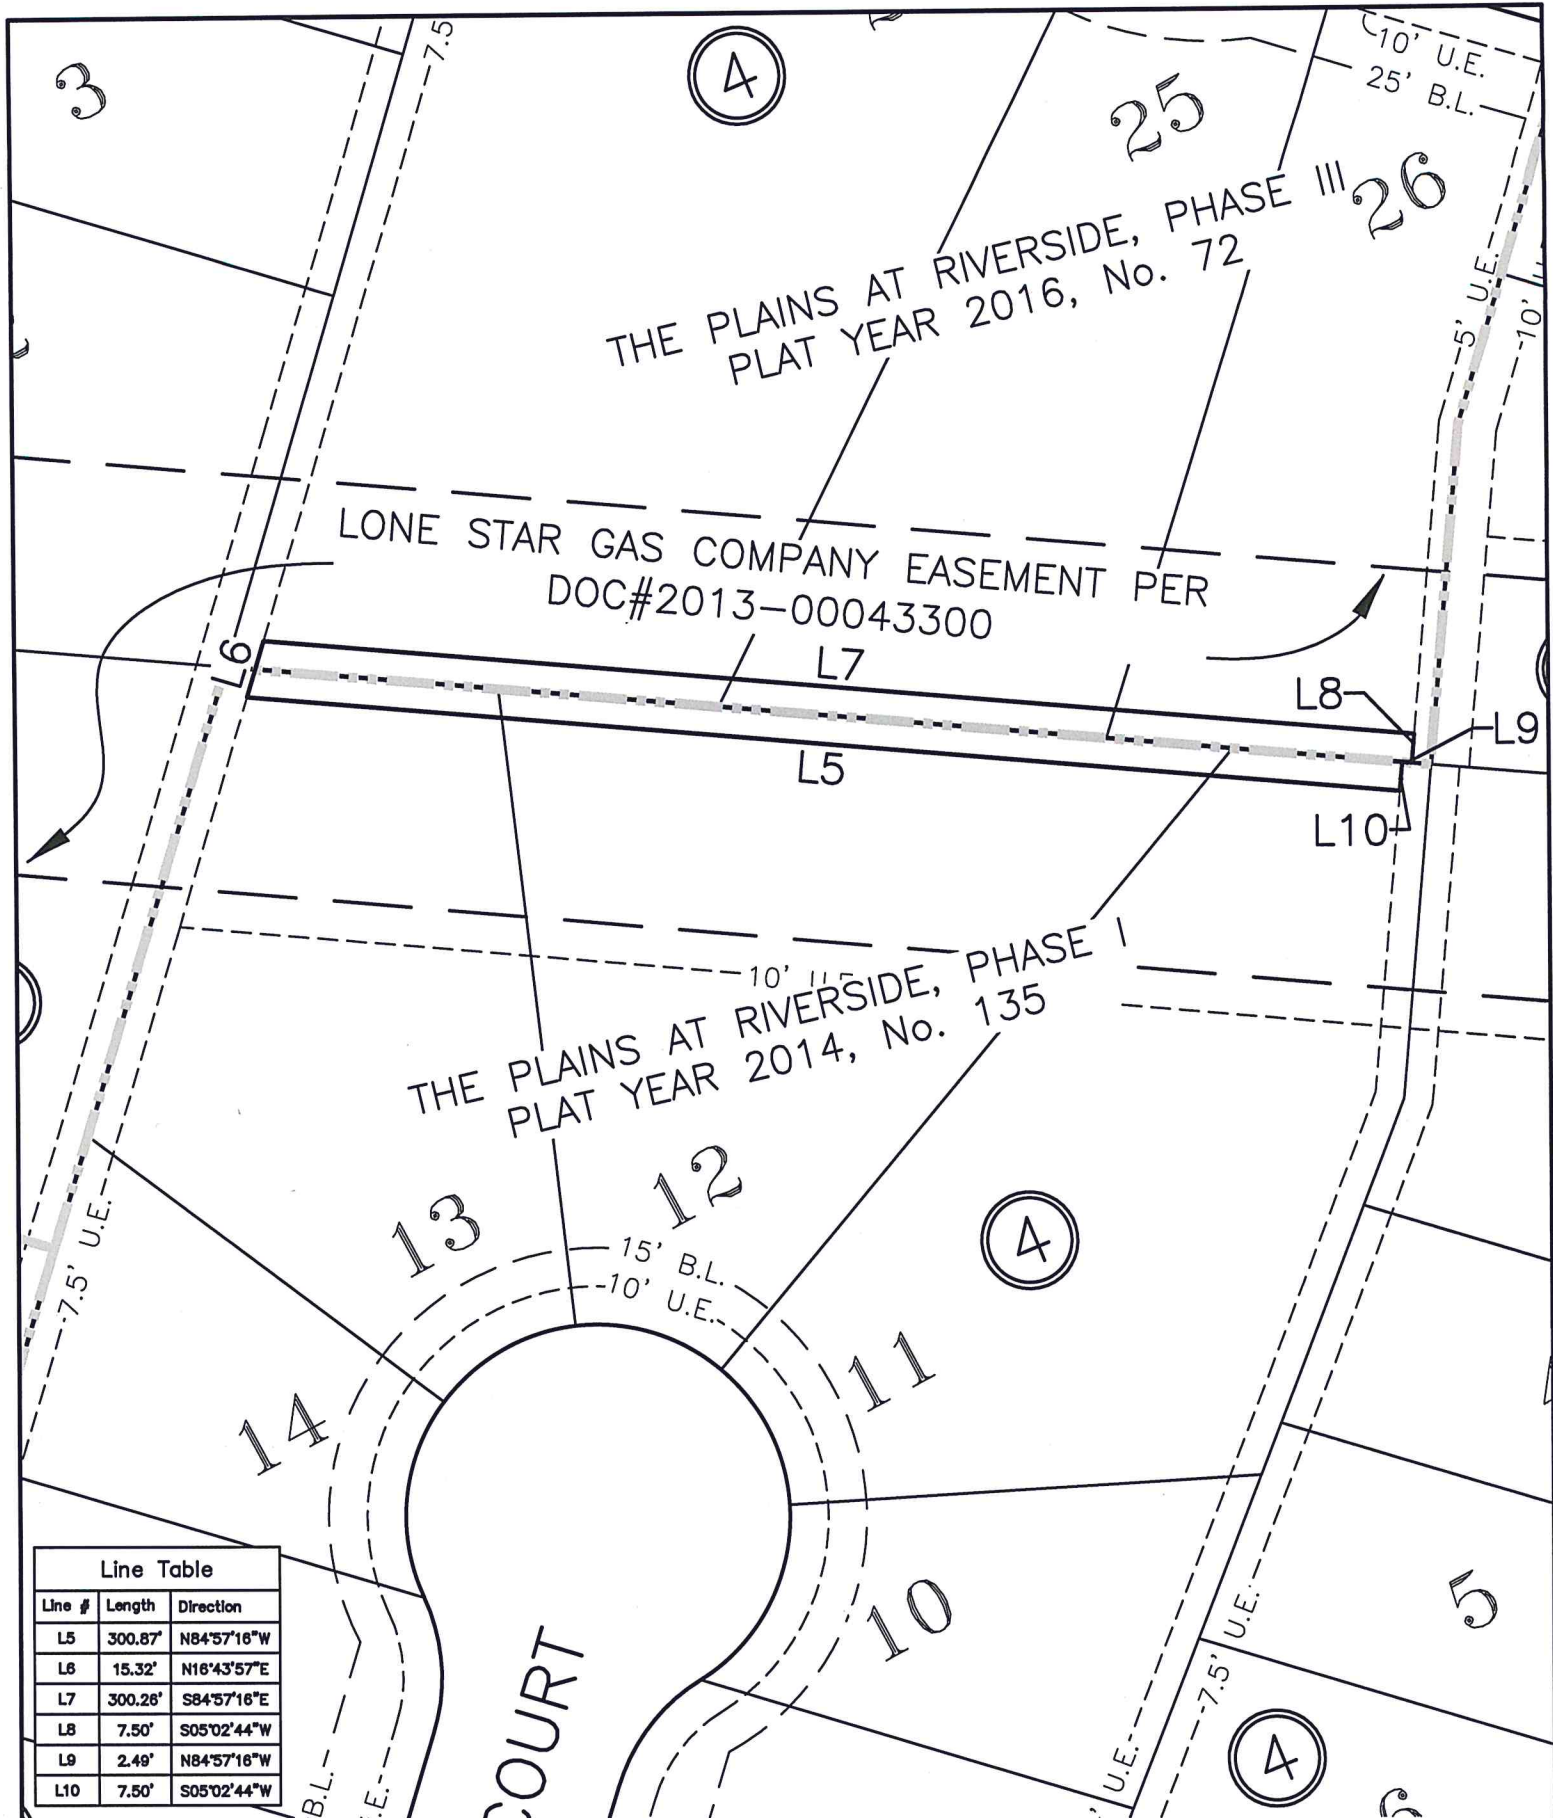 4
3
7.5
10' U.E.
25' B.L.
25
26
THE PLAINS AT RIVERSIDE, PHASE III
PLAT YEAR 2016, No. 72
5' U.E.
10'
LONE STAR GAS COMPANY EASEMENT PER
DOC#2013-00043300
L6
L7
L8
L9
L5
L10
10'
THE PLAINS AT RIVERSIDE, PHASE I
PLAT YEAR 2014, No. 135
13
12
15' B.L.
10' U.E.
4
7.5' U.E.
11
14
10
5
U.E.
7.5'
U.E.
4
COURT
B.L.
Line Table
Line # Length Direction
L5 300.87' N84°57'16"W
L6 15.32' N16°43'57"E
L7 300.26' S84°57'16"E
L8 7.50' S05°02'44"W
L9 2.49' N84°57'16"W
L10 7.50' S05°02'44"W